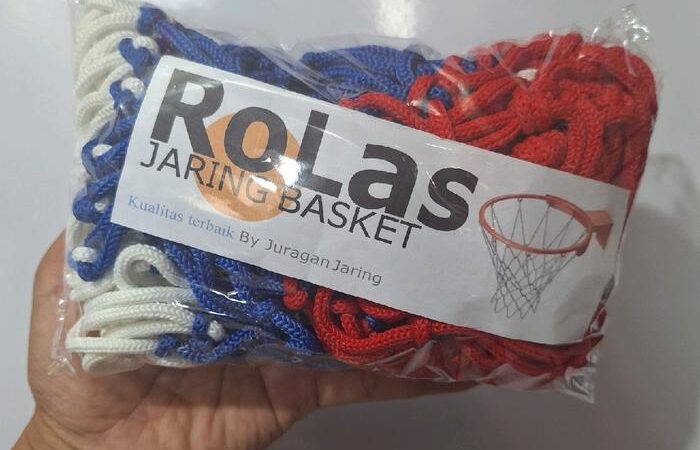 RoLas
JARING BASKET
Kualitas terbaik By Juragan Jaring